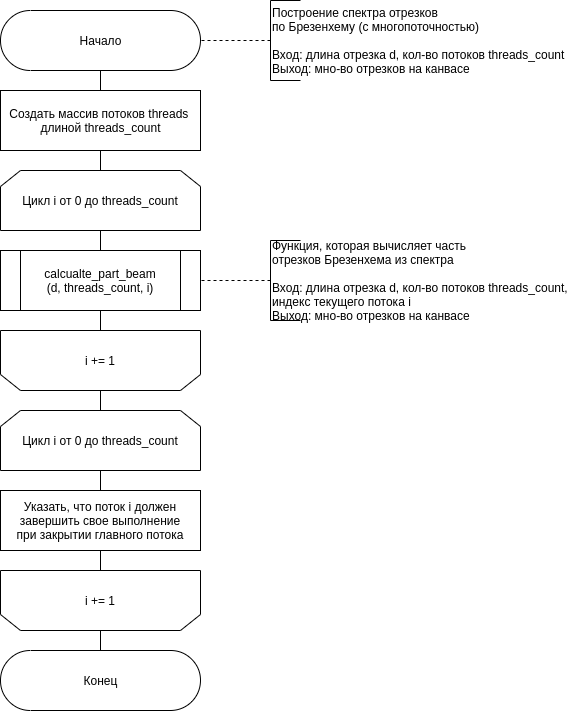 Начало
Построение спектра отрезков
по Брезенхему (с многопоточностью)
Вход: длина отрезка d, кол-во потоков threads_count
Выход: мно-во отрезков на канвасе
Создать массив потоков threads
длиной threads_count
Цикл i от 0 до threads_count
calcualte_part_beam
(d, threads_count, i)
Функция, которая вычисляет часть
отрезков Брезенхема из спектра
Вход: длина отрезка d, кол-во потоков threads_count,
индекс текущего потока i
Выход: мно-во отрезков на канвасе
i += 1
Цикл i от 0 до threads_count
Указать, что поток i должен
завершить свое выполнение
при закрытии главного потока
i += 1
Конец